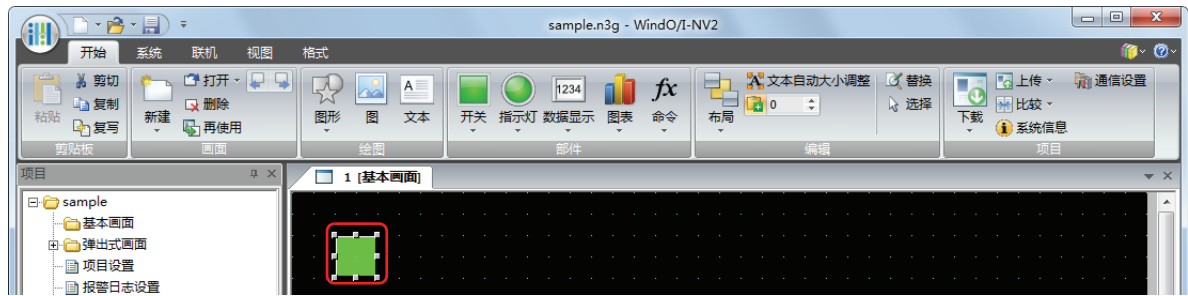 sample.n3g - WindO/I-NV2
开始 系统 联机 视图 格式
粘贴 剪切 复制 复写
剪贴板
新建 打开 删除 再使用
画面
图形 图 文本
绘图
开关 指示灯 1234 数据显示 图表 fx 命令
部件
布局 文本自动大小调整 0 替换 选择
编辑
下载 上传 比较 系统信息 通信设置
项目
项目
1 [基本画面]
sample
基本画面
弹出式画面
项目设置
报警日志设置